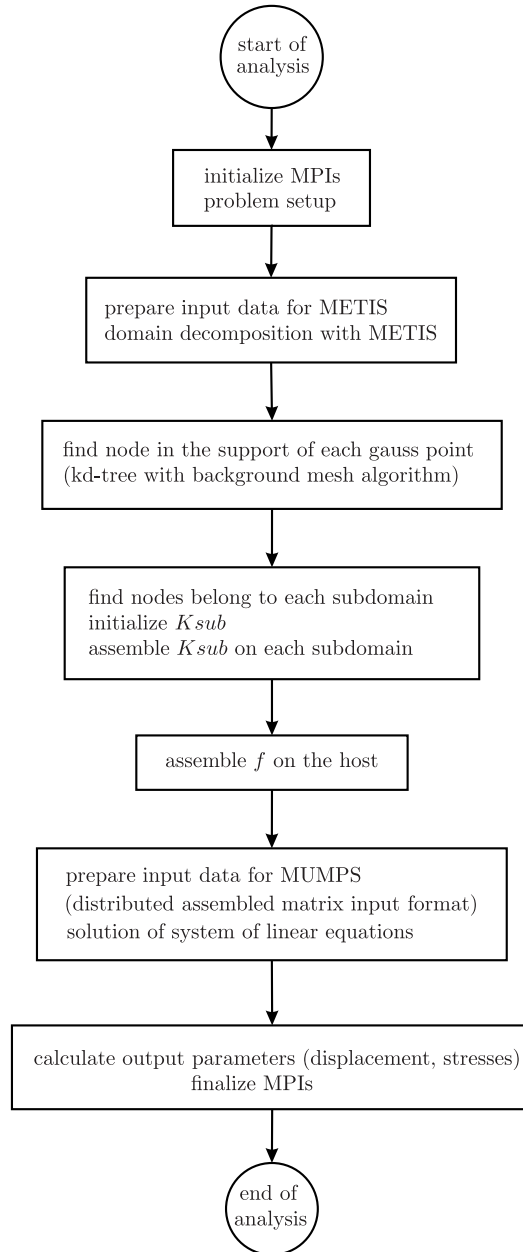 start of
analysis
initialize MPIs
problem setup
prepare input data for METIS
domain decomposition with METIS
find node in the support of each gauss point
(kd-tree with background mesh algorithm)
find nodes belong to each subdomain
initialize Ksub
assemble Ksub on each subdomain
assemble f on the host
prepare input data for MUMPS
(distributed assembled matrix input format)
solution of system of linear equations
calculate output parameters (displacement, stresses)
finalize MPIs
end of
analysis